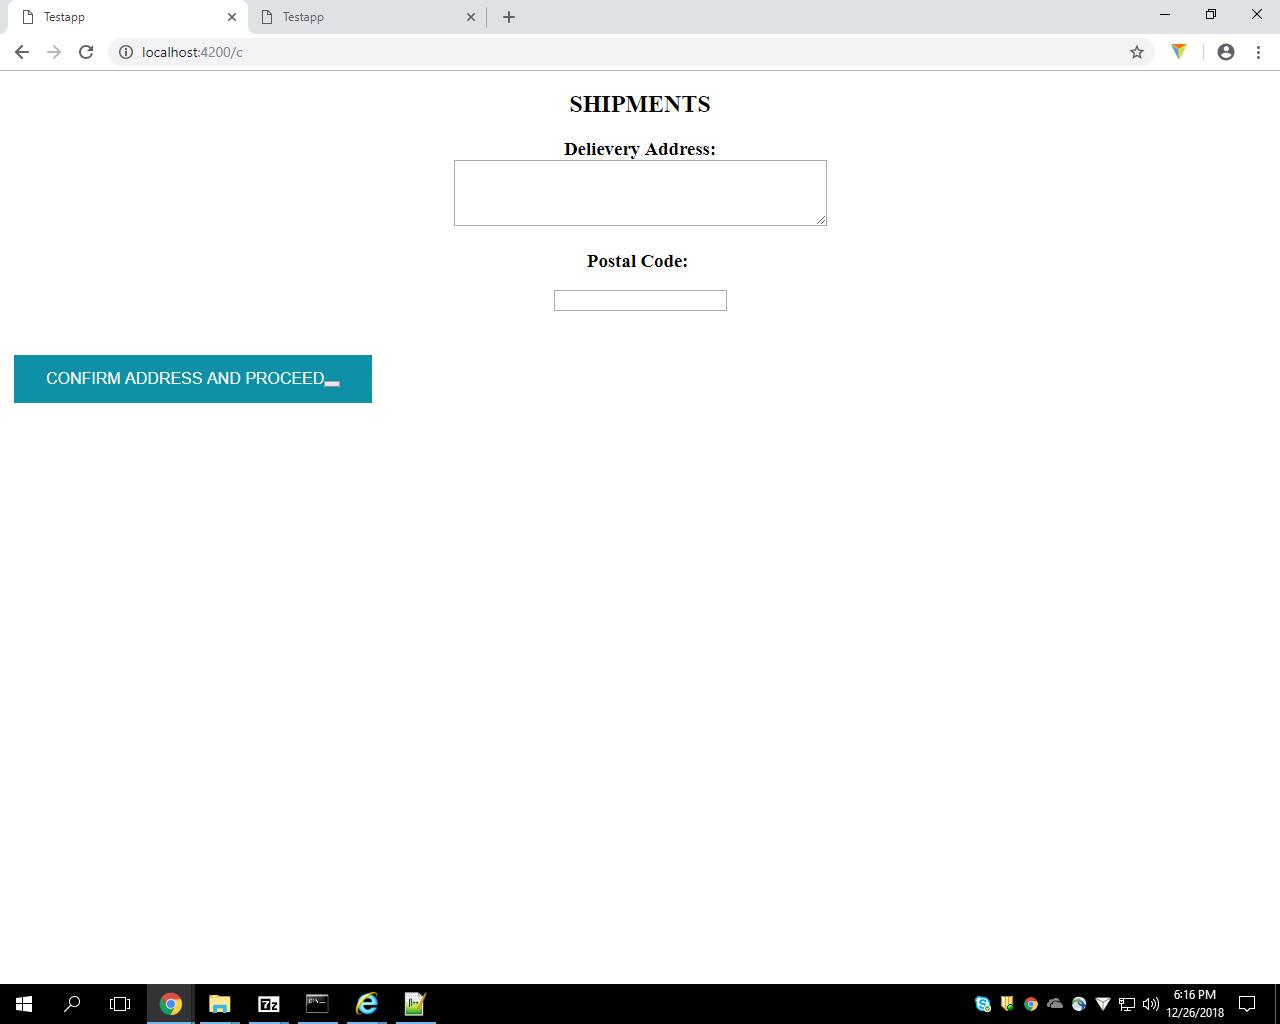 Testapp
Testapp
localhost:4200/c
SHIPMENTS
Delievery Address:
Postal Code:
CONFIRM ADDRESS AND PROCEED
7z
6:16 PM
12/26/2018